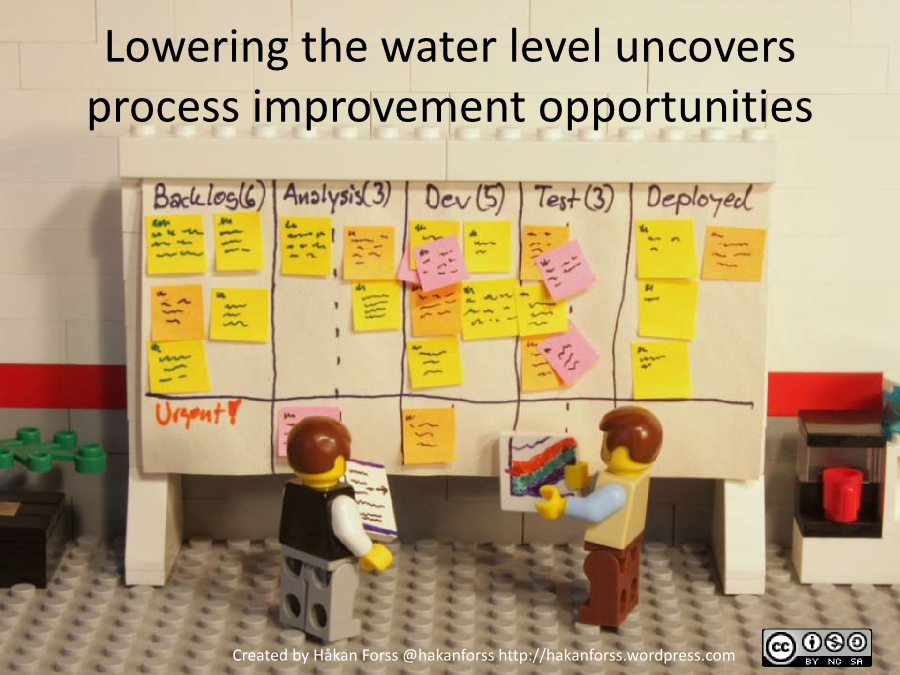 Lowering the water level uncovers
process improvement opportunities
Backlog(6) Analysis(3) Dev(5) Test(3) Deployed
Urgent!
Created by Håkan Forss @hakanforss http://hakanforss.wordpress.com
cc
BY NC SA